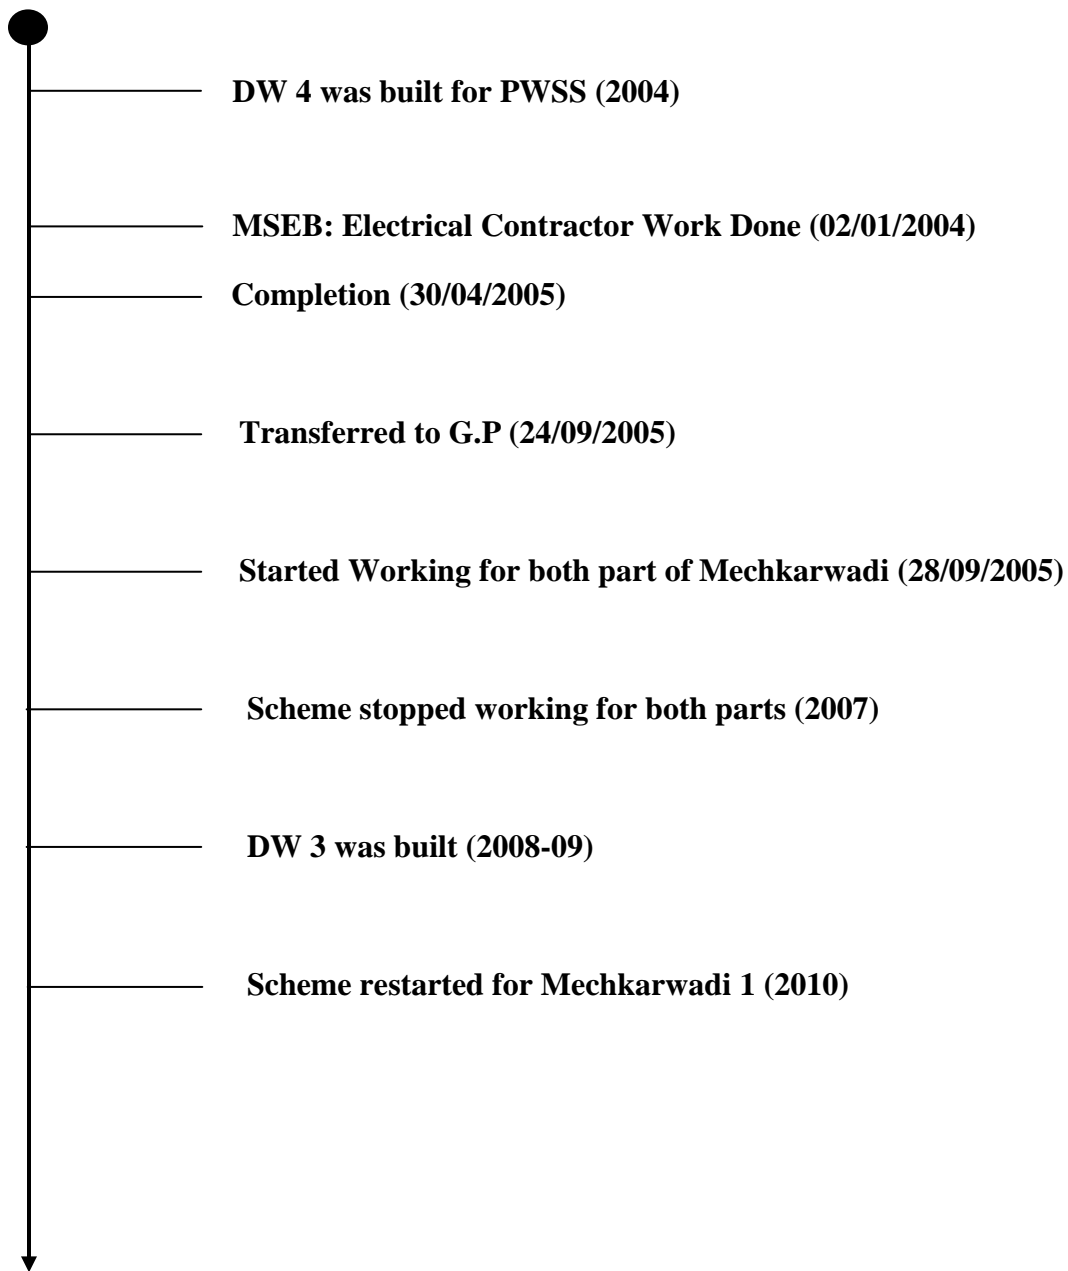 DW 4 was built for PWSS (2004)
MSEB: Electrical Contractor Work Done (02/01/2004)
Completion (30/04/2005)
Transferred to G.P (24/09/2005)
Started Working for both part of Mechkarwadi (28/09/2005)
Scheme stopped working for both parts (2007)
DW 3 was built (2008-09)
Scheme restarted for Mechkarwadi 1 (2010)